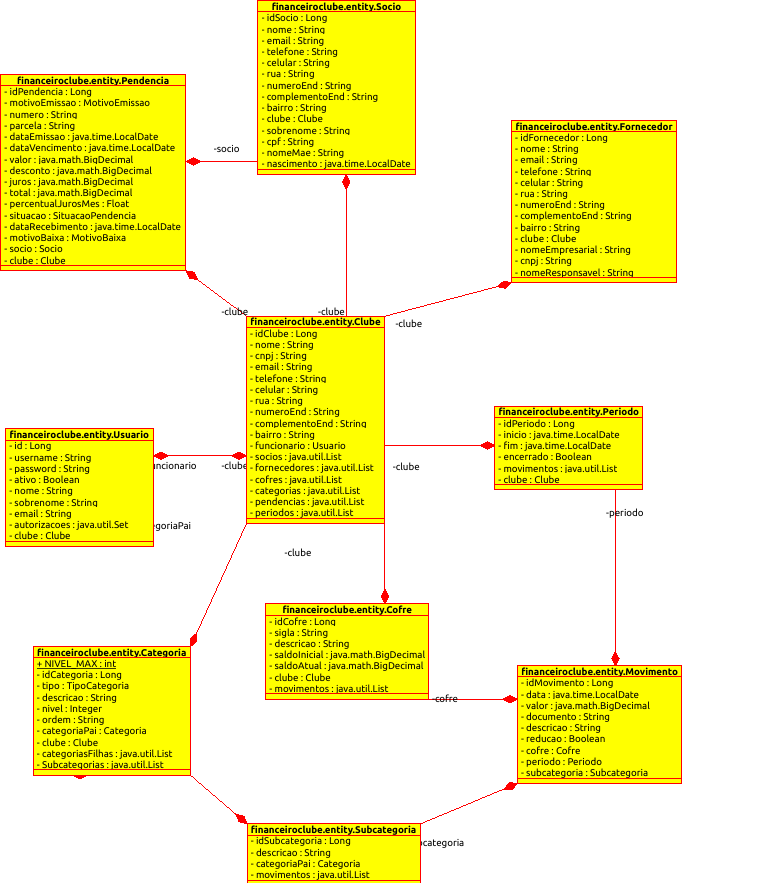 financeiroclube.entity.Socio
- idSocio : Long
- nome : String
- email : String
- telefone : String
- celular : String
- rua : String
- numeroEnd : String
- complementoEnd : String
- bairro : String
- clube : Clube
- sobrenome : String
- cpf : String
- nomeMae : String
- nascimento : java.time.LocalDate
financeiroclube.entity.Pendencia
- idPendencia : Long
- motivoEmissao : MotivoEmissao
- numero : String
- parcela : String
- dataEmissao : java.time.LocalDate
- dataVencimento : java.time.LocalDate
- valor : java.math.BigDecimal
- desconto : java.math.BigDecimal
- juros : java.math.BigDecimal
- total : java.math.BigDecimal
- percentualJurosMes : Float
- situacao : SituacaoPendencia
- dataRecebimento : java.time.LocalDate
- motivoBaixa : MotivoBaixa
- socio : Socio
- clube : Clube
-socio
financeiroclube.entity.Fornecedor
- idFornecedor : Long
- nome : String
- email : String
- telefone : String
- celular : String
- rua : String
- numeroEnd : String
- complementoEnd : String
- bairro : String
- clube : Clube
- nomeEmpresarial : String
- cnpj : String
- nomeResponsavel : String
-clube
-clube
-clube
financeiroclube.entity.Clube
- idClube : Long
- nome : String
- cnpj : String
- email : String
- telefone : String
- celular : String
- rua : String
- numeroEnd : String
- complementoEnd : String
- bairro : String
- funcionario : Usuario
- socios : java.util.List
- fornecedores : java.util.List
- cofres : java.util.List
- categorias : java.util.List
- pendencias : java.util.List
- periodos : java.util.List
financeiroclube.entity.Periodo
- idPeriodo : Long
- inicio : java.time.LocalDate
- fim : java.time.LocalDate
- encerrado : Boolean
- movimentos : java.util.List
- clube : Clube
financeiroclube.entity.Usuario
- id : Long
- username : String
- password : String
- ativo : Boolean
- nome : String
- sobrenome : String
- email : String
- autorizacoes : java.util.Set
- clube : Clube
uncionario
-clube
-clube
goriaPai
-periodo
-clube
financeiroclube.entity.Cofre
- idCofre : Long
- sigla : String
- descricao : String
- saldoInicial : java.math.BigDecimal
- saldoAtual : java.math.BigDecimal
- clube : Clube
- movimentos : java.util.List
-cofre
financeiroclube.entity.Categoria
+ NIVEL_MAX : int
- idCategoria : Long
- tipo : TipoCategoria
- descricao : String
- nivel : Integer
- ordem : String
- categoriaPai : Categoria
- clube : Clube
- categoriasFilhas : java.util.List
- Subcategorias : java.util.List
financeiroclube.entity.Movimento
- idMovimento : Long
- data : java.time.LocalDate
- valor : java.math.BigDecimal
- documento : String
- descricao : String
- reducao : Boolean
- cofre : Cofre
- periodo : Periodo
- subcategoria : Subcategoria
financeiroclube.entity.Subcategoria
- idSubcategoria : Long
- descricao : String
- categoriaPai : Categoria
- movimentos : java.util.List
categoria